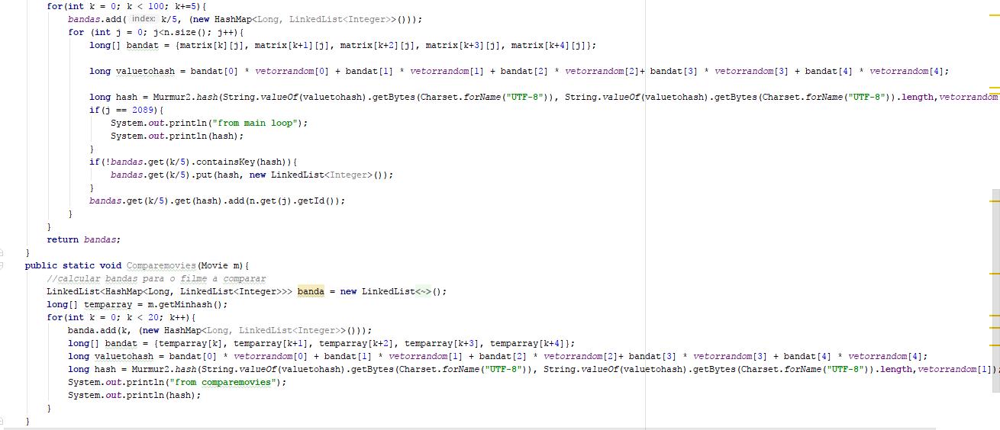 for(int k = 0; k < 100; k+=5){
bandas.add( index: k/5, (new HashMap<Long, LinkedList<Integer>>()));
for (int j = 0; j<n.size(); j++){
long[] bandat = {matrix[k][j], matrix[k+1][j], matrix[k+2][j], matrix[k+3][j], matrix[k+4][j]};
long valuetohash = bandat[0] * vetorrandom[0] + bandat[1] * vetorrandom[1] + bandat[2] * vetorrandom[2]+ bandat[3] * vetorrandom[3] + bandat[4] * vetorrandom[4];
long hash = Murmur2.hash(String.valueOf(valuetohash).getBytes(Charset.forName("UTF-8")), String.valueOf(valuetohash).getBytes(Charset.forName("UTF-8")).length,vetorrandom
if(j == 2089){
System.out.println("from main loop");
System.out.println(hash);
}
if(!bandas.get(k/5).containsKey(hash)){
bandas.get(k/5).put(hash, new LinkedList<Integer>());
}
bandas.get(k/5).get(hash).add(n.get(j).getId());
}
}
return bandas;
}
public static void Comparemovies(Movie m){
//calcular bandas para o filme a comparar
LinkedList<HashMap<Long, LinkedList<Integer>>> banda = new LinkedList<~>();
long[] temparray = m.getMinhash();
for(int k = 0; k < 20; k++){
banda.add(k, (new HashMap<Long, LinkedList<Integer>>()));
long[] bandat = {temparray[k], temparray[k+1], temparray[k+2], temparray[k+3], temparray[k+4]};
long valuetohash = bandat[0] * vetorrandom[0] + bandat[1] * vetorrandom[1] + bandat[2] * vetorrandom[2]+ bandat[3] * vetorrandom[3] + bandat[4] * vetorrandom[4];
long hash = Murmur2.hash(String.valueOf(valuetohash).getBytes(Charset.forName("UTF-8")), String.valueOf(valuetohash).getBytes(Charset.forName("UTF-8")).length,vetorrandom[1]);
System.out.println("from comparemovies");
System.out.println(hash);
}
}